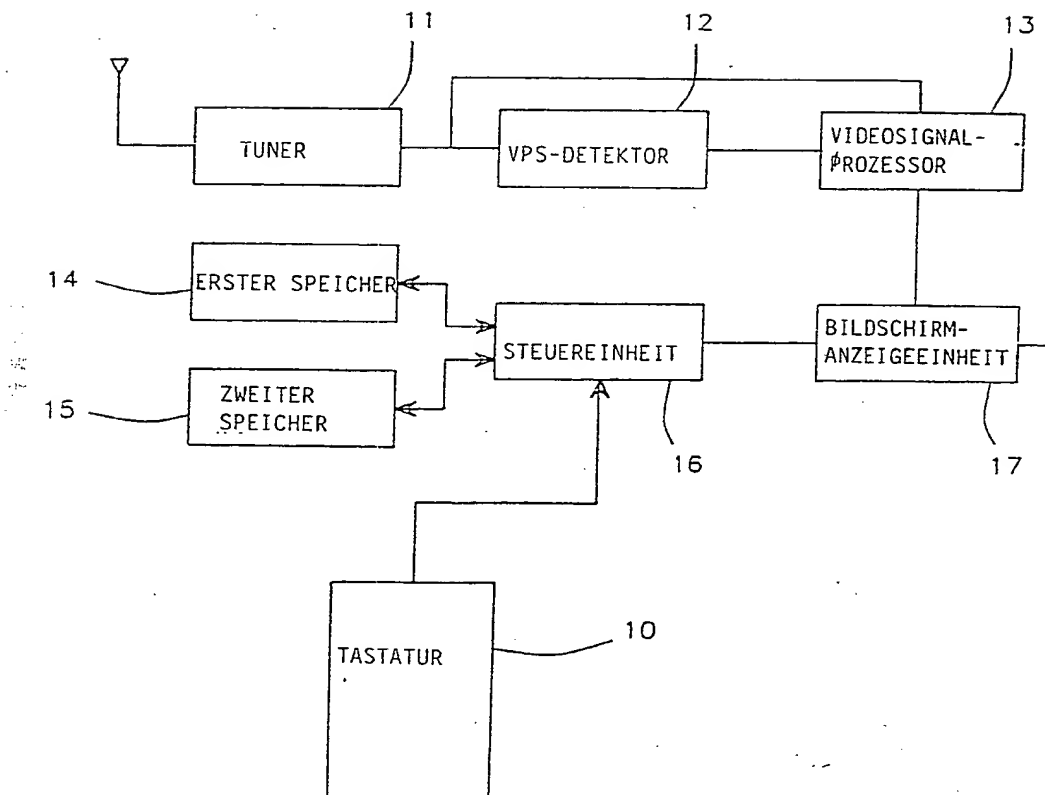 11
12
13
TUNER
VPS-DETEKTOR
VIDEOSIGNAL-
PROZESSOR
14
ERSTER SPEICHER
STEUEREINHEIT
BILDSCHIRM-
ANZEIGEEINHEIT
15
ZWEITER
SPEICHER
16
17
TASTATUR
10